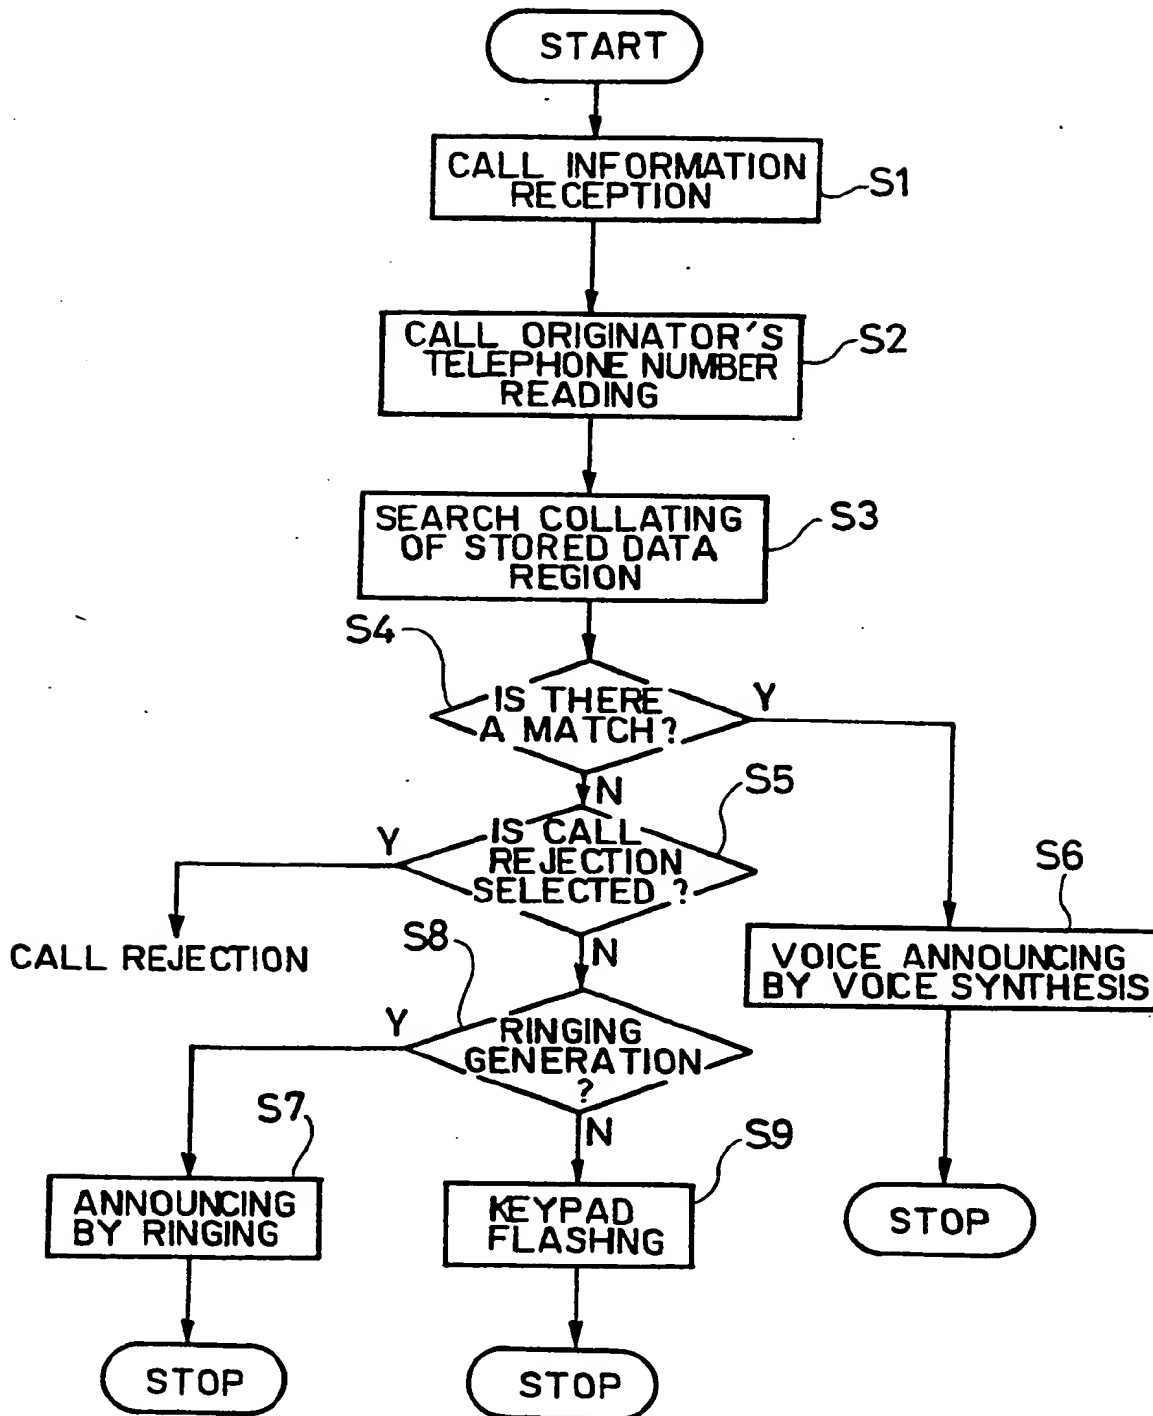 START
CALL INFORMATION
RECEPTION
S1
CALL ORIGINATOR'S
TELEPHONE NUMBER
READING
S2
SEARCH COLLATING
OF STORED DATA
REGION
S3
S4
IS THERE
A MATCH?
Y
N
S5
IS CALL
REJECTION
SELECTED?
Y
CALL REJECTION
N
S6
VOICE ANNOUNCING
BY VOICE SYNTHESIS
S8
RINGING
GENERATION
?
Y
N
S7
ANNOUNCING
BY RINGING
S9
KEYPAD
FLASHNG
STOP
STOP
STOP